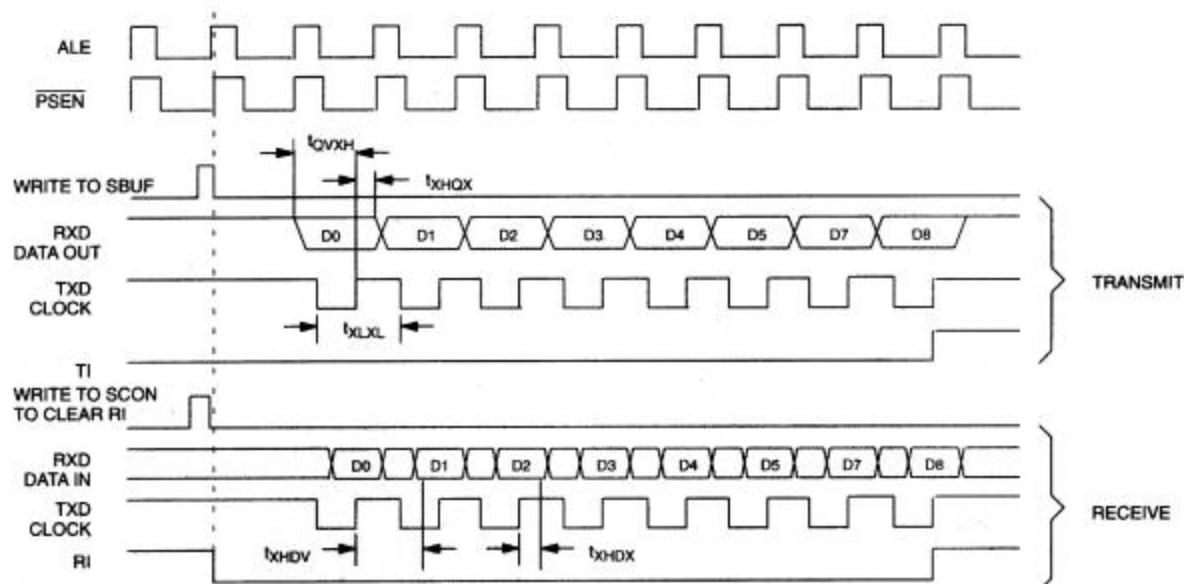 ALE
PSEN
tQVXH
WRITE TO SBUF
tXHQX
RXD
DATA OUT
D0 D1 D2 D3 D4 D5 D7 D8
TXD
CLOCK
TRANSMIT
tXLXL
TI
WRITE TO SCON
TO CLEAR RI
RXD
DATA IN
D0 D1 D2 D3 D4 D5 D7 D8
TXD
CLOCK
RECEIVE
tXHDV
tXHDX
RI